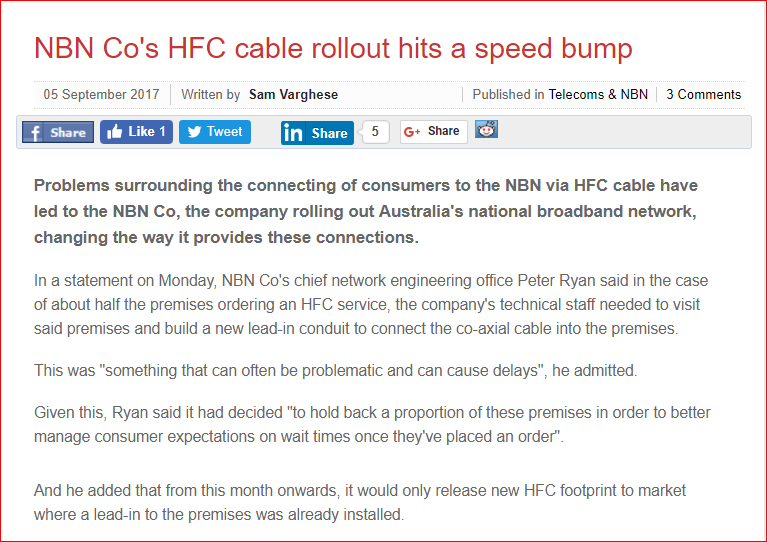 NBN Co's HFC cable rollout hits a speed bump
05 September 2017 Written by Sam Varghese Published in Telecoms & NBN 3 Comments
f Share Like 1 Tweet in Share 5 G+ Share
Problems surrounding the connecting of consumers to the NBN via HFC cable have
led to the NBN Co, the company rolling out Australia's national broadband network,
changing the way it provides these connections.
In a statement on Monday, NBN Co's chief network engineering office Peter Ryan said in the case
of about half the premises ordering an HFC service, the company's technical staff needed to visit
said premises and build a new lead-in conduit to connect the co-axial cable into the premises.
This was "something that can often be problematic and can cause delays", he admitted.
Given this, Ryan said it had decided "to hold back a proportion of these premises in order to better
manage consumer expectations on wait times once they've placed an order".
And he added that from this month onwards, it would only release new HFC footprint to market
where a lead-in to the premises was already installed.